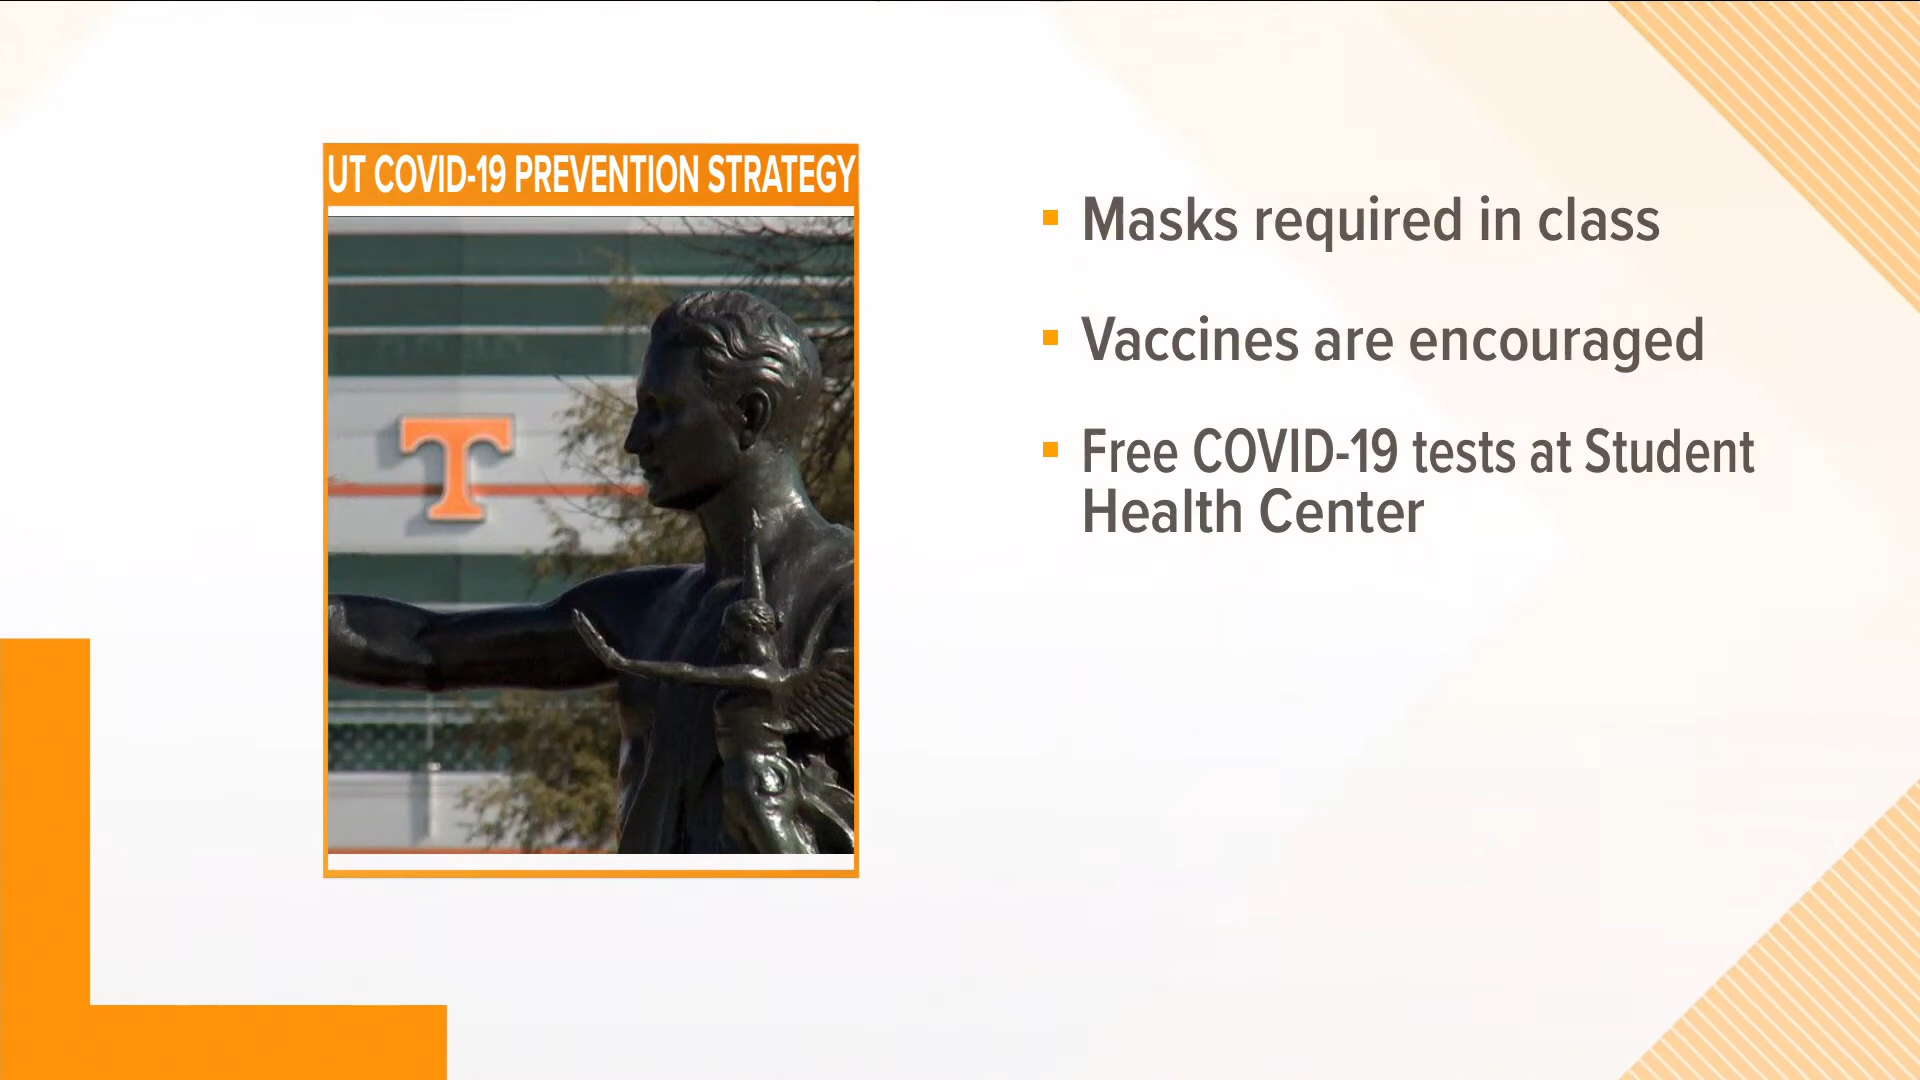 UT COVID-19 PREVENTION STRATEGY
T
Masks required in class
Vaccines are encouraged
Free COVID-19 tests at Student
Health Center